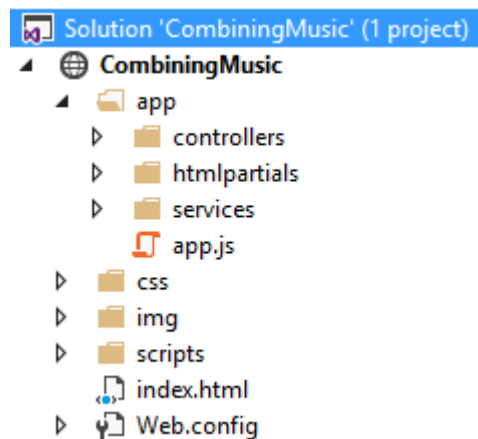 Solution 'CombiningMusic' (1 project)
CombiningMusic
app
controllers
htmlpartials
services
app.js
css
img
scripts
index.html
Web.config